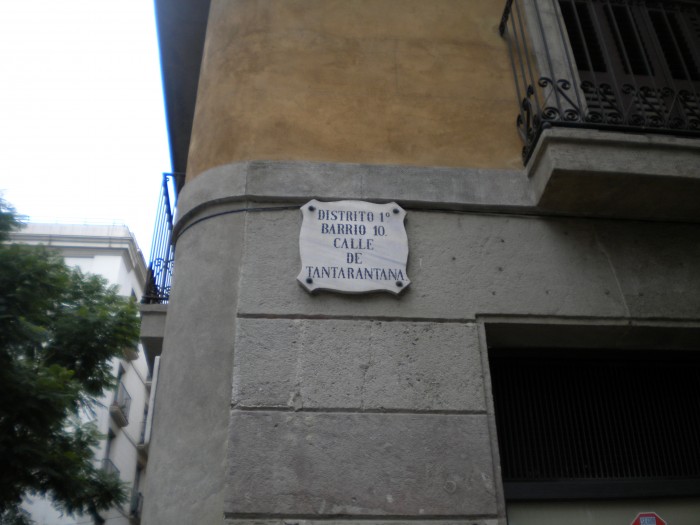 DISTRITO 1º
BARRIO 10.
CALLE
DE
TANTARANTANA